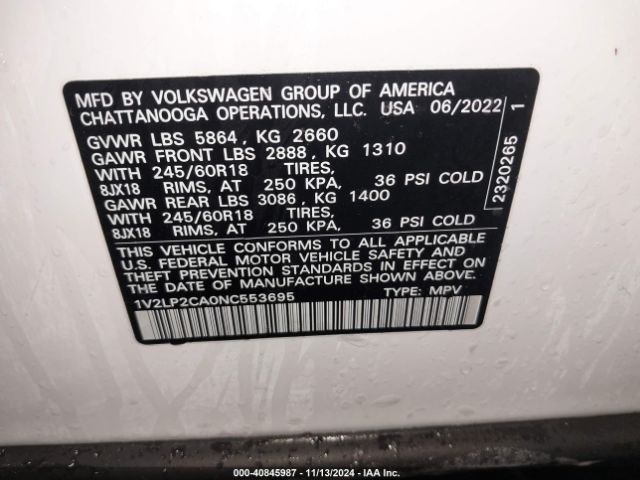 MFD BY VOLKSWAGEN GROUP OF AMERICA
CHATTANOOGA OPERATIONS, LLC. USA 06/2022
GVWR LBS 5864, KG 2660
GAWR FRONT LBS 2888, KG 1310
WITH 245/60R18 TIRES,
8JX18 RIMS, AT 250 KPA, 36 PSI COLD
GAWR REAR LBS 3086, KG 1400
WITH 245/60R18 TIRES,
8JX18 RIMS, AT 250 KPA, 36 PSI COLD
THIS VEHICLE CONFORMS TO ALL APPLICABLE
U.S. FEDERAL MOTOR VEHICLE SAFETY AND
THEFT PREVENTION STANDARDS IN EFFECT ON
THE DATE OF MANUFACTURE SHOWN ABOVE.
1V2LP2CA0NC553695 TYPE: MPV
2320265 1
000-40845987 - 11/13/2024 - IAA Inc.